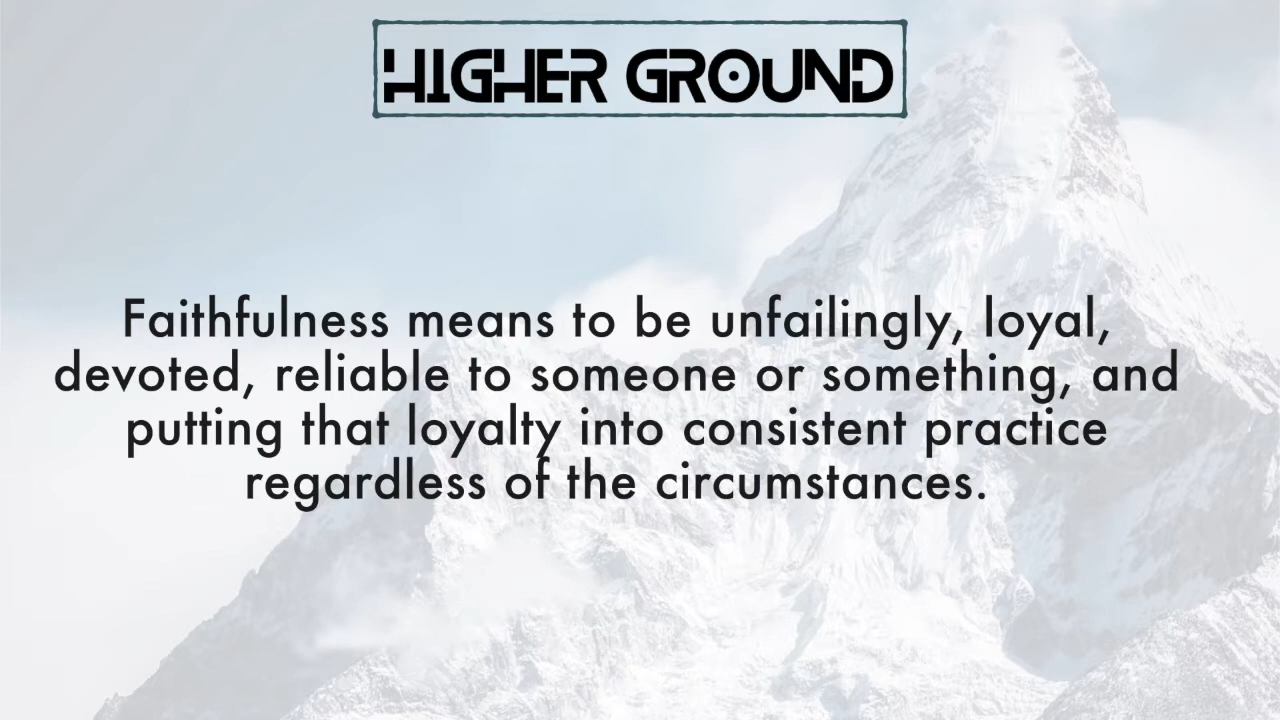 HIGHER GROUND
Faithfulness means to be unfailingly, loyal,
devoted, reliable to someone or something, and
putting that loyalty into consistent practice
regardless of the circumstances.